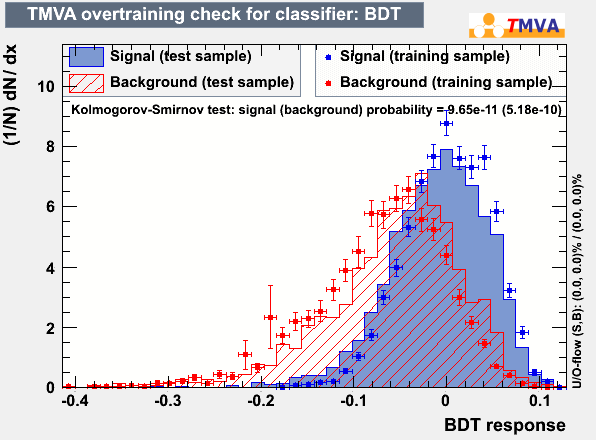 TMVA overtraining check for classifier: BDT
TMVA
Signal (test sample)
Background (test sample)
Signal (training sample)
Background (training sample)
Kolmogorov-Smirnov test: signal (background) probability = 9.65e-11 (5.18e-10)
(1/N) dN / dx
10
8
6
4
2
0
-0.4 -0.3 -0.2 -0.1 0 0.1
BDT response
U/O-flow (S,B): (0.0, 0.0)% / (0.0, 0.0)%